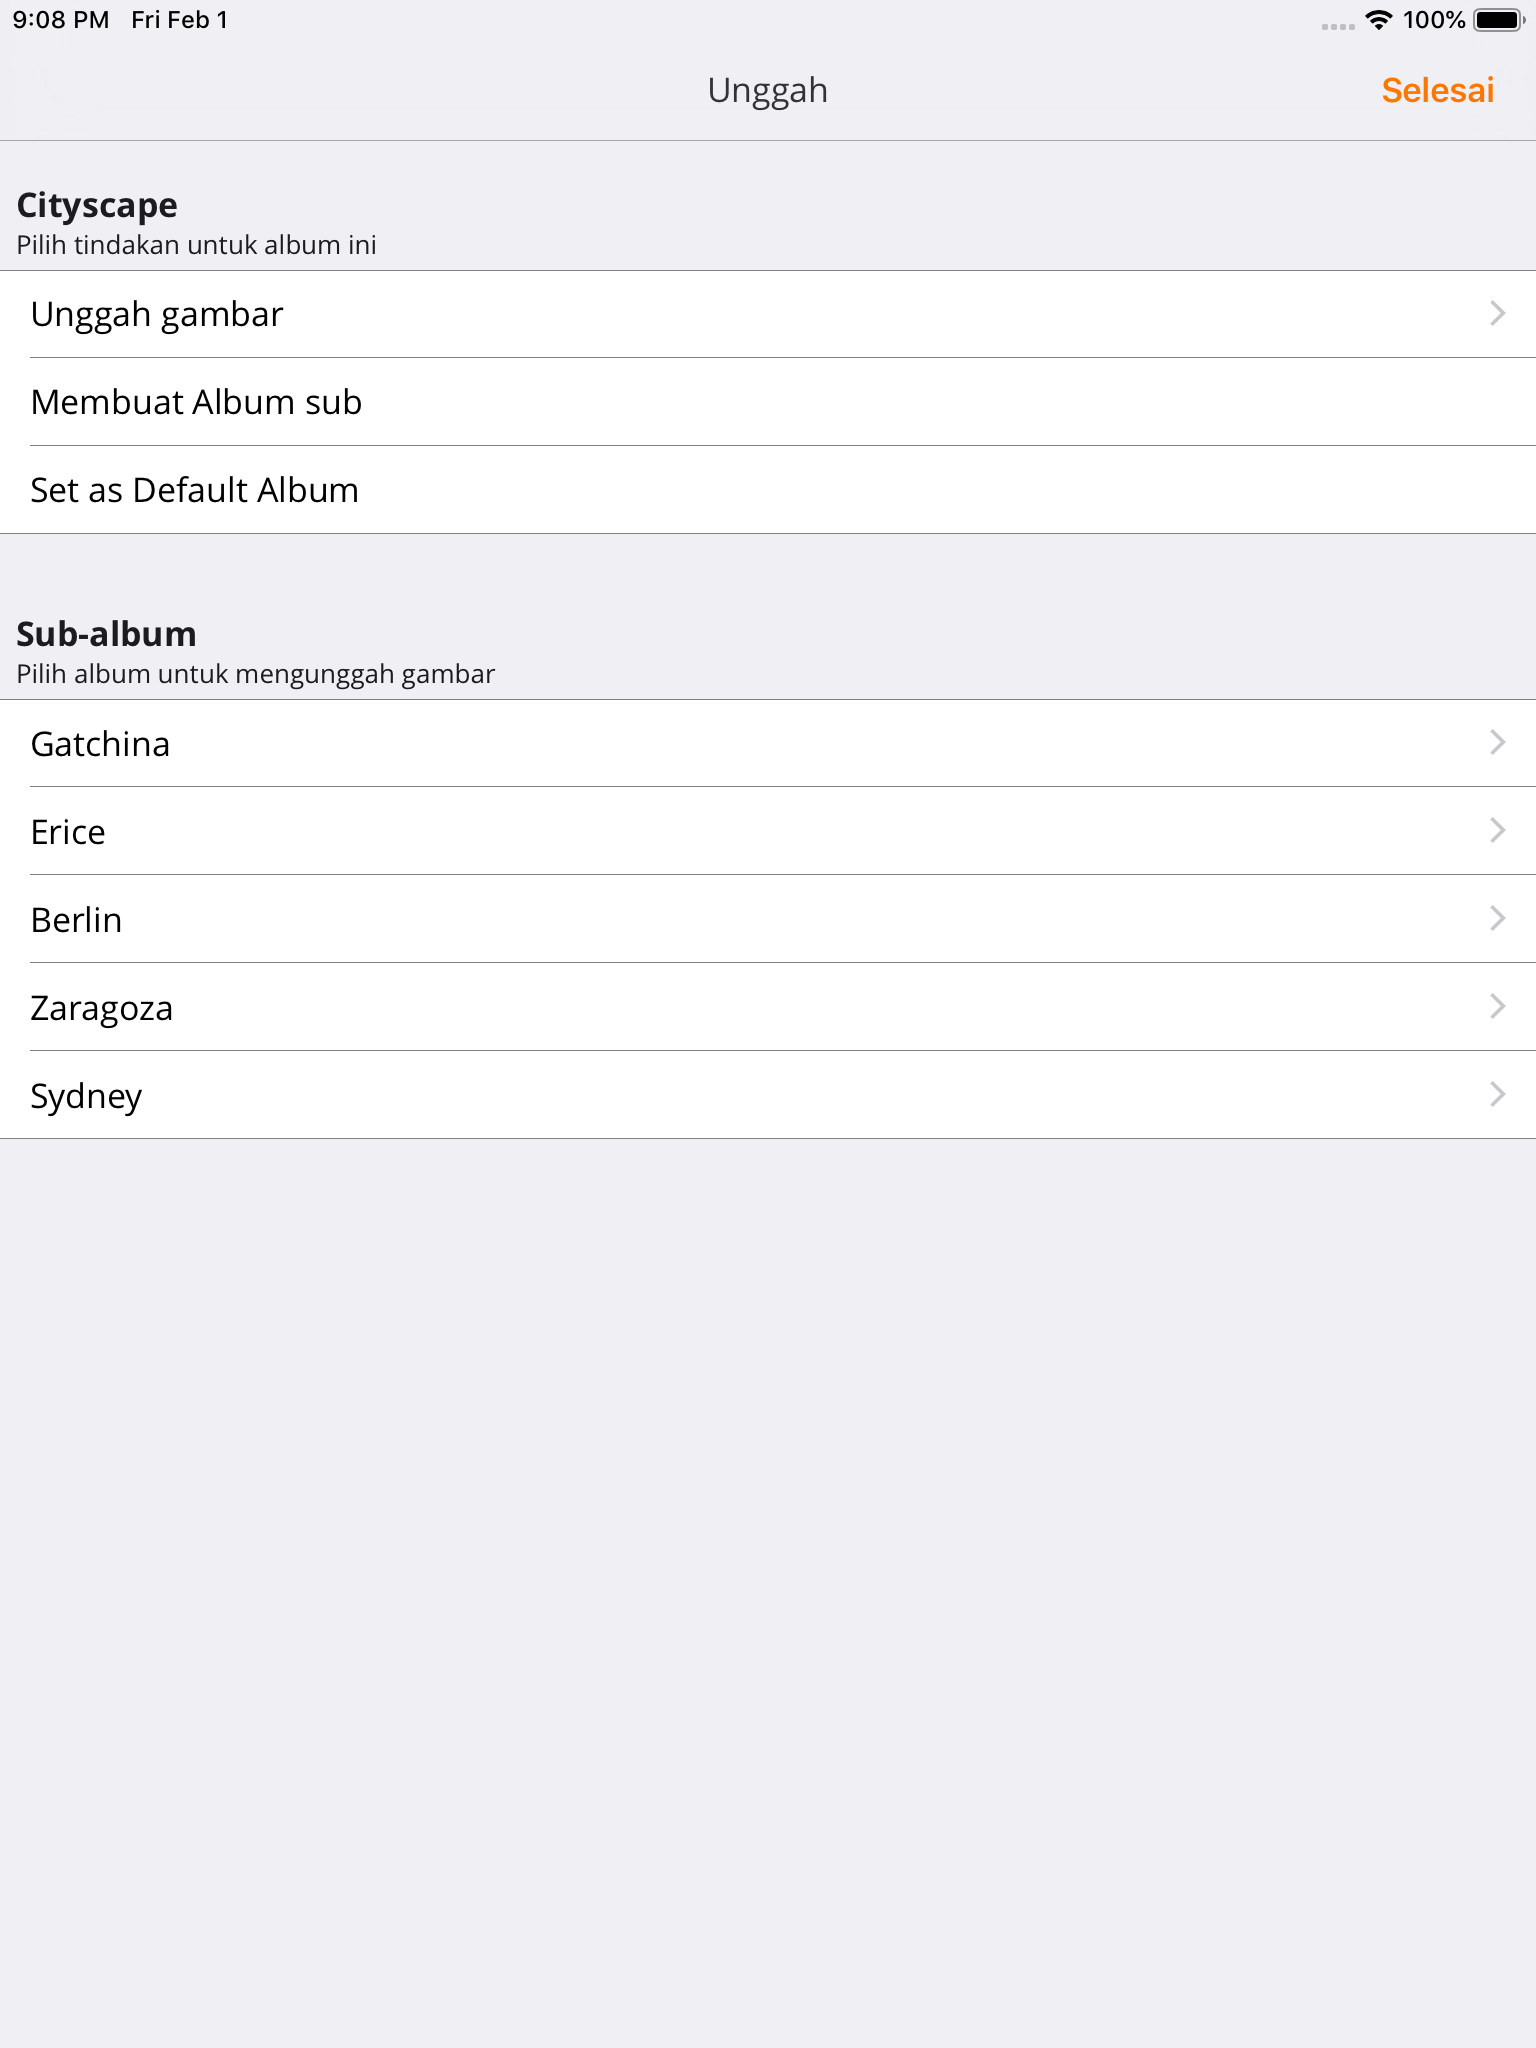 9:08 PM Fri Feb 1 100%
Unggah Selesai
Cityscape
Pilih tindakan untuk album ini
Unggah gambar
Membuat Album sub
Set as Default Album
Sub-album
Pilih album untuk mengunggah gambar
Gatchina
Erice
Berlin
Zaragoza
Sydney